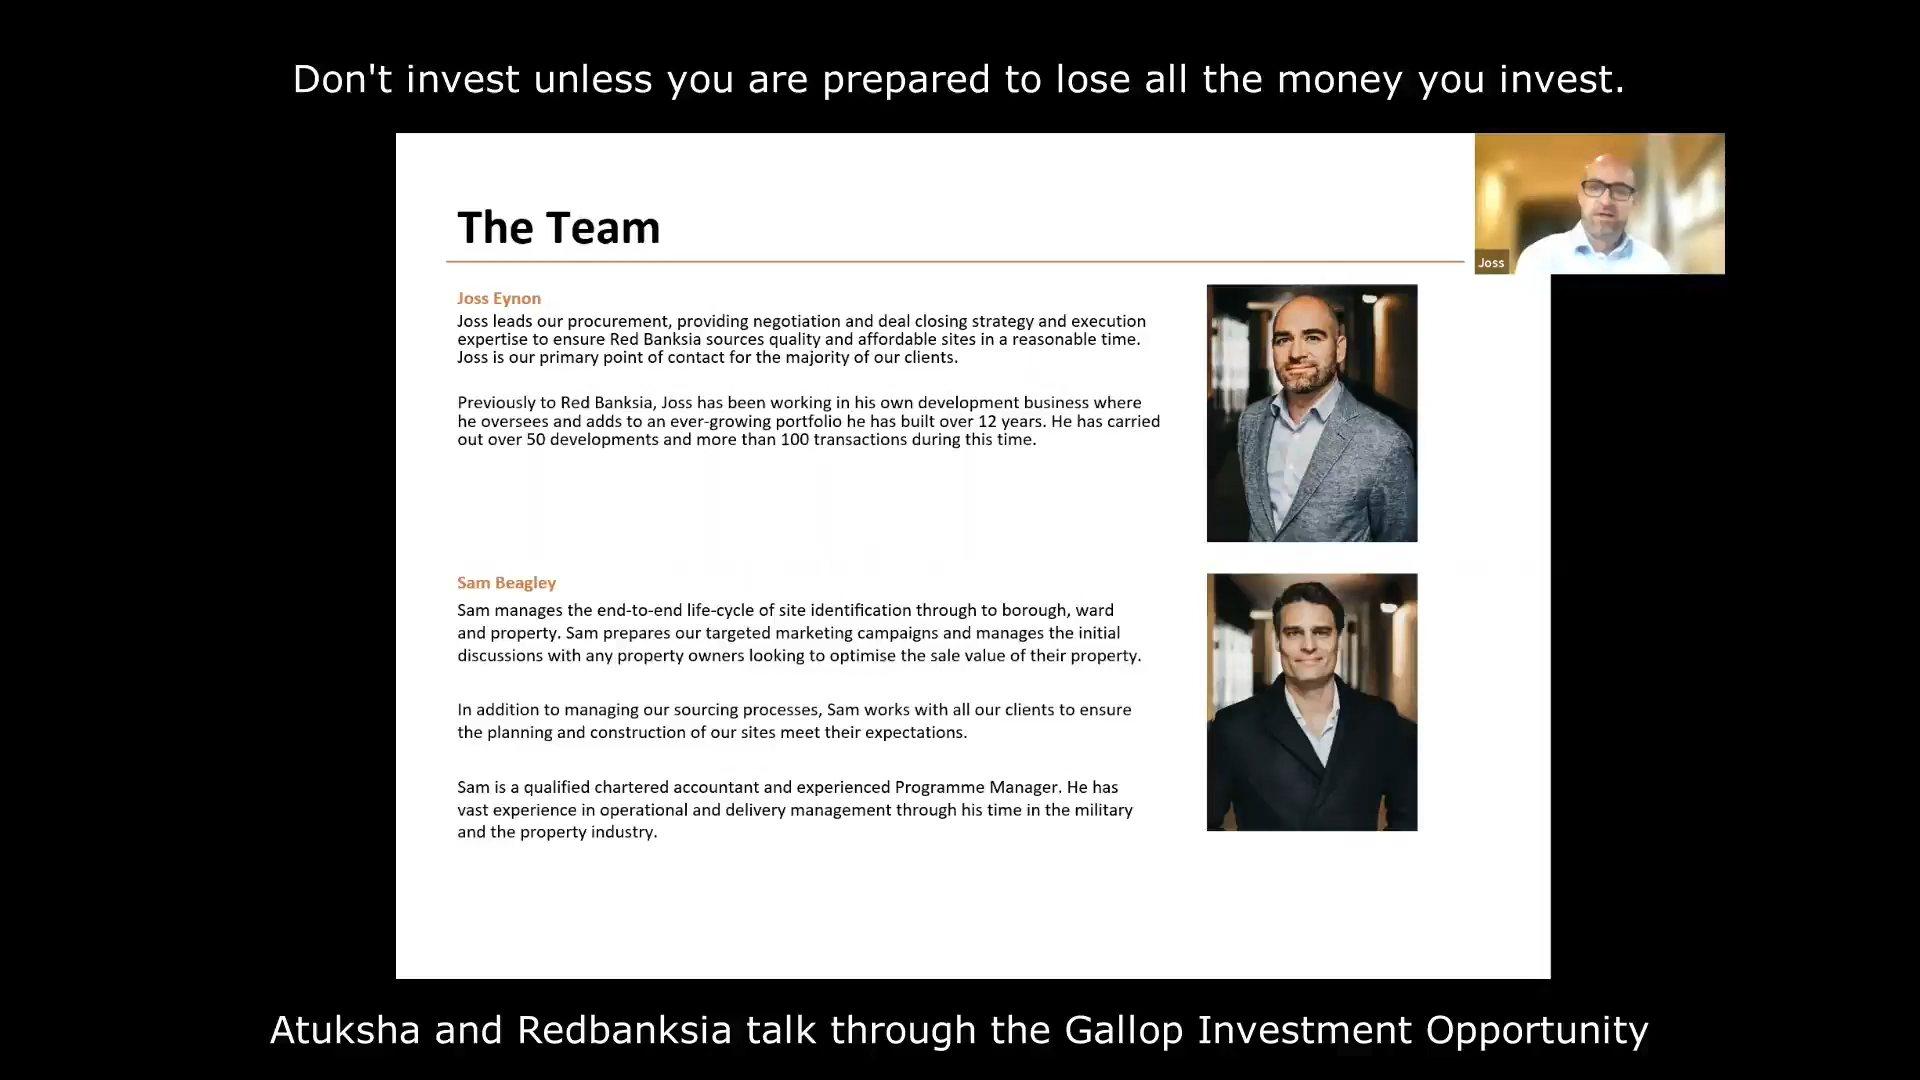 Don't invest unless you are prepared to lose all the money you invest.
The Team
Joss
Joss Eynon
Joss leads our procurement, providing negotiation and deal closing strategy and execution
expertise to ensure Red Banksia sources quality and affordable sites in a reasonable time.
Joss is our primary point of contact for the majority of our clients.
Previously to Red Banksia, Joss has been working in his own development business where
he oversees and adds to an ever-growing portfolio he has built over 12 years. He has carried
out over 50 developments and more than 100 transactions during this time.
Sam Beagley
Sam manages the end-to-end life-cycle of site identification through to borough, ward
and property. Sam prepares our targeted marketing campaigns and manages the initial
discussions with any property owners looking to optimise the sale value of their property.
In addition to managing our sourcing processes, Sam works with all our clients to ensure
the planning and construction of our sites meet their expectations.
Sam is a qualified chartered accountant and experienced Programme Manager. He has
vast experience in operational and delivery management through his time in the military
and the property industry.
Atuksha and Redbanksia talk through the Gallop Investment Opportunity